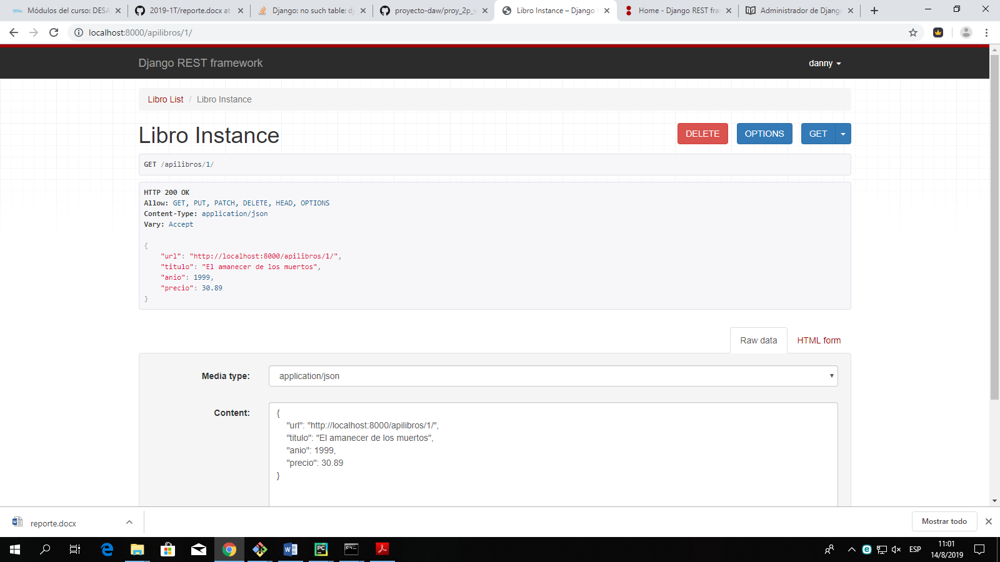 Módulos del curso: DESA
2019-1T/reporte.docx at
Django: no such table: dj
proyecto-daw/proy_2p_v
Libro Instance – Django
Home - Django REST fra
Administrador de Django
localhost:8000/apilibros/1/
Django REST framework
danny
Libro List / Libro Instance
Libro Instance
DELETE
OPTIONS
GET
GET /apilibros/1/
HTTP 200 OK
Allow: GET, PUT, PATCH, DELETE, HEAD, OPTIONS
Content-Type: application/json
Vary: Accept
{
"url": "http://localhost:8000/apilibros/1/",
"titulo": "El amanecer de los muertos",
"anio": 1999,
"precio": 30.89
}
Raw data
HTML form
Media type:
application/json
Content:
{
"url": "http://localhost:8000/apilibros/1/",
"titulo": "El amanecer de los muertos",
"anio": 1999,
"precio": 30.89
}
reporte.docx
Mostrar todo
ESP
11:01
14/8/2019